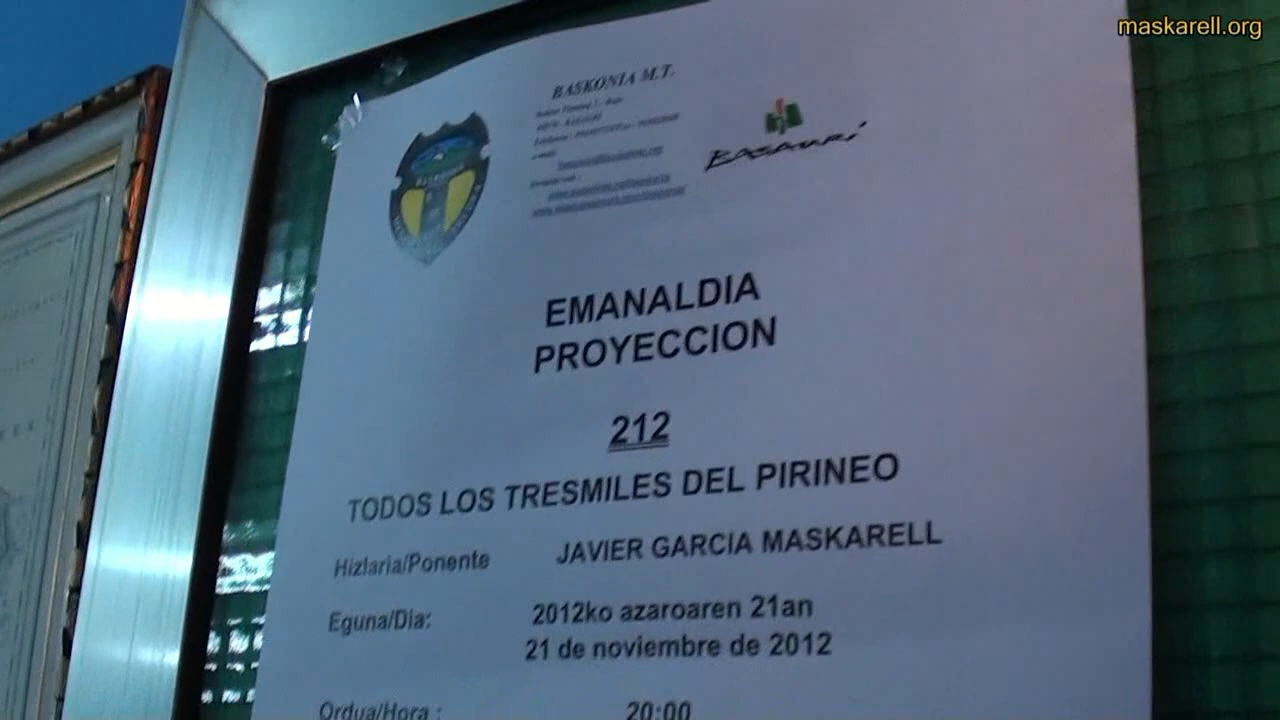 maskarell.org
BASKONIA M.T.
BASAURI
EMANALDIA
PROYECCION
212
TODOS LOS TRESMILES DEL PIRINEO
Hizlaria/Ponente JAVIER GARCIA MASKARELL
Eguna/Dia: 2012ko azaroaren 21an
21 de noviembre de 2012
Ordua/Hora : 20:00